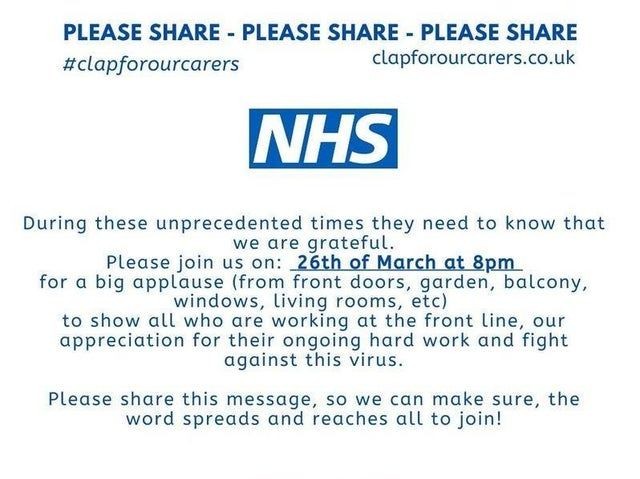 PLEASE SHARE - PLEASE SHARE - PLEASE SHARE
#clapforourcarers
clapforourcarers.co.uk
NHS
During these unprecedented times they need to know that
we are grateful.
Please join us on: 26th of March at 8pm
for a big applause (from front doors, garden, balcony,
windows, living rooms, etc)
to show all who are working at the front line, our
appreciation for their ongoing hard work and fight
against this virus.
Please share this message, so we can make sure, the
word spreads and reaches all to join!